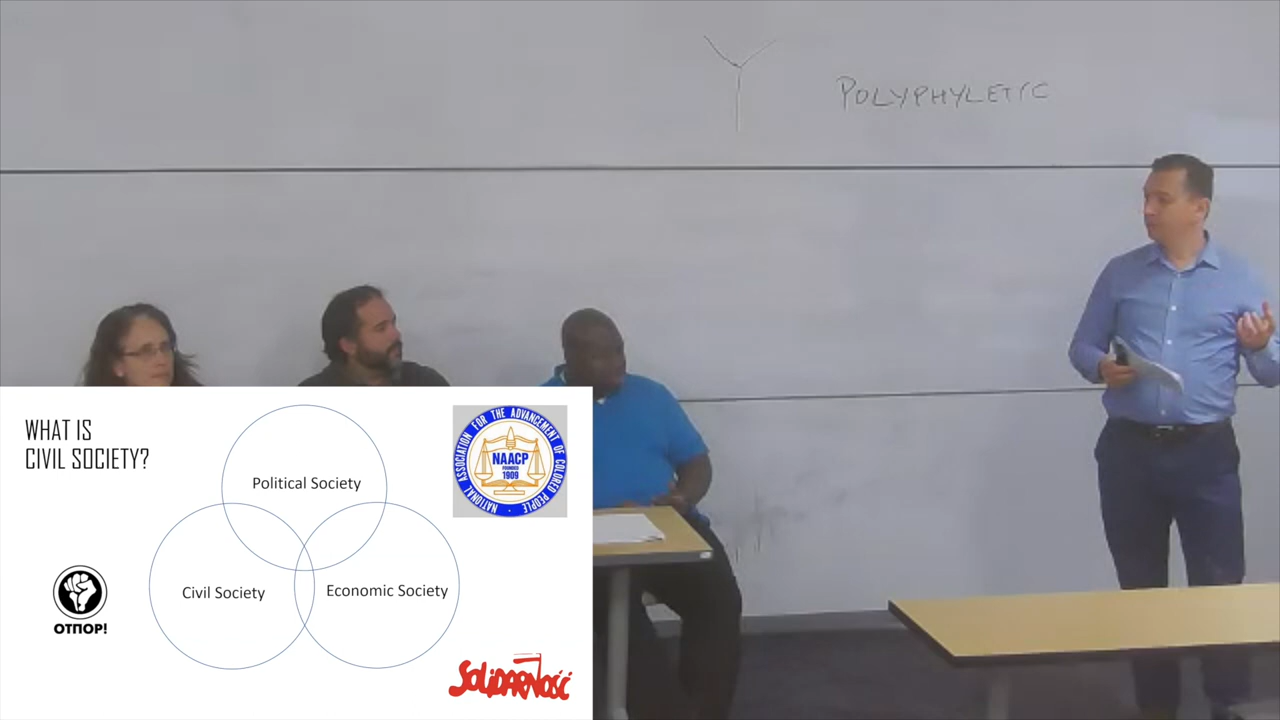 POLYPHYLETIC
WHAT IS
CIVIL SOCIETY?
Political Society
NATIONAL ASSOCIATION FOR THE ADVANCEMENT OF COLORED PEOPLE
NAACP
FOUNDED
1909
Civil Society
Economic Society
ОТПОР!
SOLIDARNOŚĆ